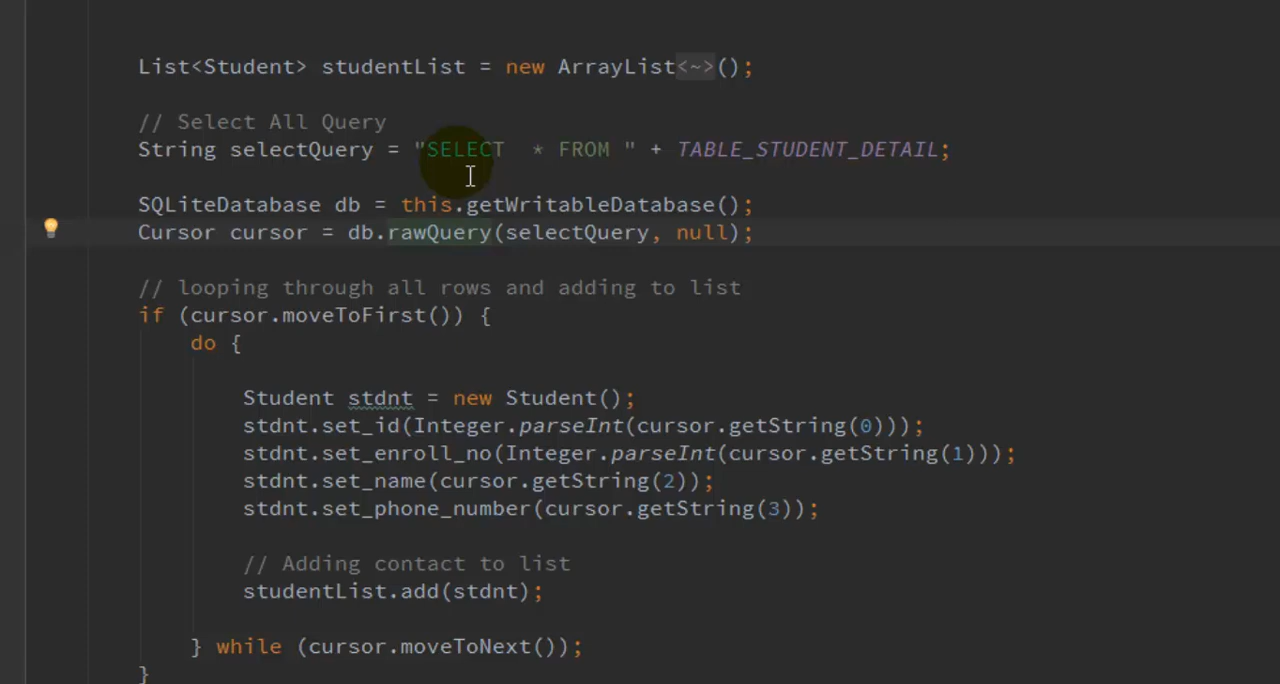 List<Student> studentList = new ArrayList<~>();
// Select All Query
String selectQuery = "SELECT  * FROM " + TABLE_STUDENT_DETAIL;
SQLiteDatabase db = this.getWritableDatabase();
Cursor cursor = db.rawQuery(selectQuery, null);
// looping through all rows and adding to list
if (cursor.moveToFirst()) {
do {
Student stdnt = new Student();
stdnt.set_id(Integer.parseInt(cursor.getString(0)));
stdnt.set_enroll_no(Integer.parseInt(cursor.getString(1)));
stdnt.set_name(cursor.getString(2));
stdnt.set_phone_number(cursor.getString(3));
// Adding contact to list
studentList.add(stdnt);
} while (cursor.moveToNext());
}